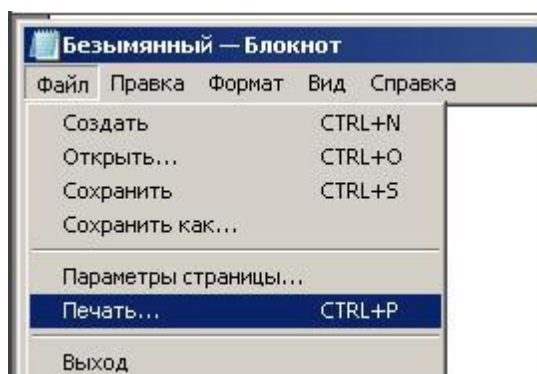 Безымянный — Блокнот
Файл Правка Формат Вид Справка
Создать CTRL+N
Открыть... CTRL+O
Сохранить CTRL+S
Сохранить как...
Параметры страницы...
Печать... CTRL+P
Выход